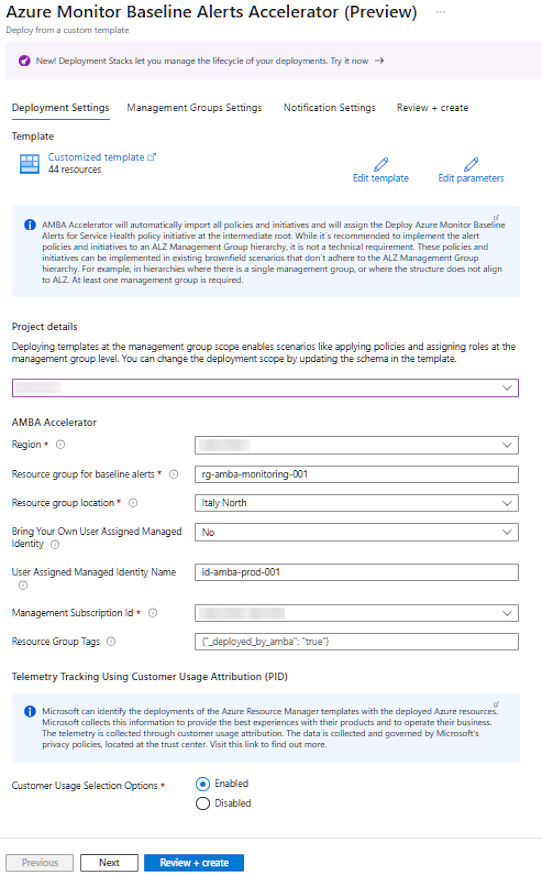 Azure Monitor Baseline Alerts Accelerator (Preview) ...
Deploy from a custom template
New! Deployment Stacks let you manage the lifecycle of your deployments. Try it now →
Deployment Settings Management Groups Settings Notification Settings Review + create
Template
Customized template
44 resources
Edit template Edit parameters
AMBA Accelerator will automatically import all policies and initiatives and will assign the Deploy Azure Monitor Baseline
Alerts for Service Health policy initiative at the intermediate root. While it's recommended to implement the alert
policies and initiatives to an ALZ Management Group hierarchy, it is not a technical requirement. These policies and
initiatives can be implemented in existing brownfield scenarios that don't adhere to the ALZ Management Group
hierarchy. For example, in hierarchies where there is a single management group, or where the structure does not align
to ALZ. At least one management group is required.
Project details
Deploying templates at the management group scope enables scenarios like applying policies and assigning roles at the
management group level. You can change the deployment scope by updating the schema in the template.
AMBA Accelerator
Region *
Resource group for baseline alerts * rg-amba-monitoring-001
Resource group location * Italy North
Bring Your Own User Assigned Managed
Identity No
User Assigned Managed Identity Name id-amba-prod-001
Management Subscription Id *
Resource Group Tags {"_deployed_by_amba": "true"}
Telemetry Tracking Using Customer Usage Attribution (PID)
Microsoft can identify the deployments of the Azure Resource Manager templates with the deployed Azure resources.
Microsoft collects this information to provide the best experiences with their products and to operate their business.
The telemetry is collected through customer usage attribution. The data is collected and governed by Microsoft's
privacy policies, located at the trust center. Visit this link to find out more.
Customer Usage Selection Options * Enabled
Disabled
Previous Next Review + create